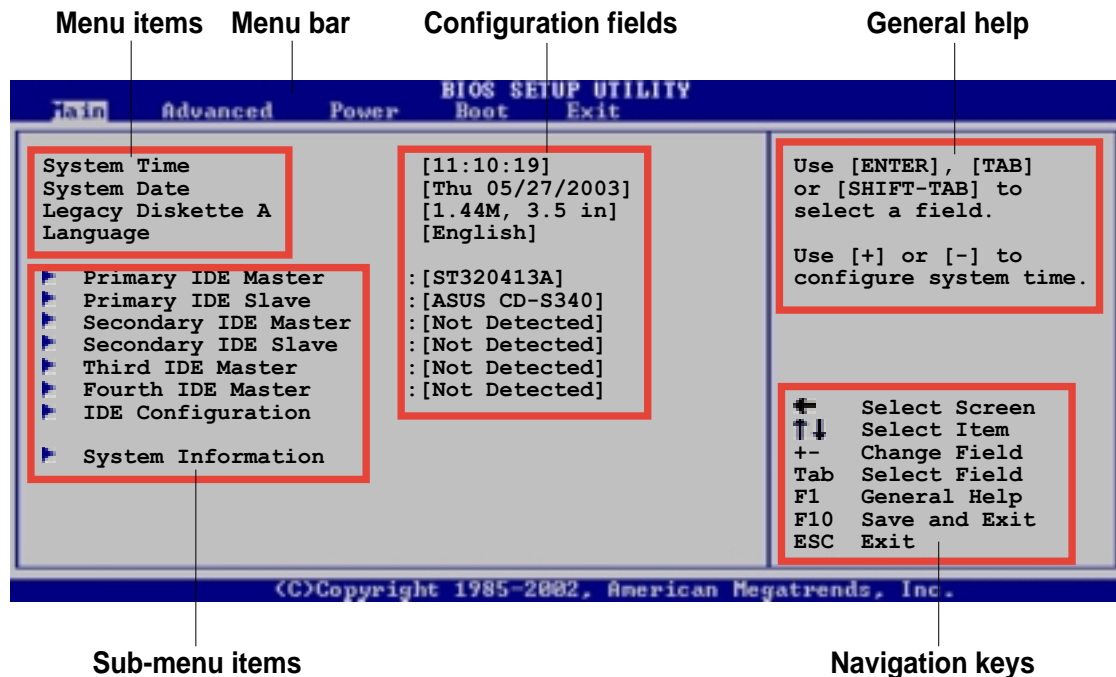 Menu items Menu bar Configuration fields General help
BIOS SETUP UTILITY
Main Advanced Power Boot Exit
System Time [11:10:19]
System Date [Thu 05/27/2003]
Legacy Diskette A [1.44M, 3.5 in]
Language [English]
Primary IDE Master :[ST320413A]
Primary IDE Slave :[ASUS CD-S340]
Secondary IDE Master :[Not Detected]
Secondary IDE Slave :[Not Detected]
Third IDE Master :[Not Detected]
Fourth IDE Master :[Not Detected]
IDE Configuration
System Information
Use [ENTER], [TAB]
or [SHIFT-TAB] to
select a field.
Use [+] or [-] to
configure system time.
← Select Screen
↑↓ Select Item
+- Change Field
Tab Select Field
F1 General Help
F10 Save and Exit
ESC Exit
(C)Copyright 1985-2002, American Megatrends, Inc.
Sub-menu items Navigation keys